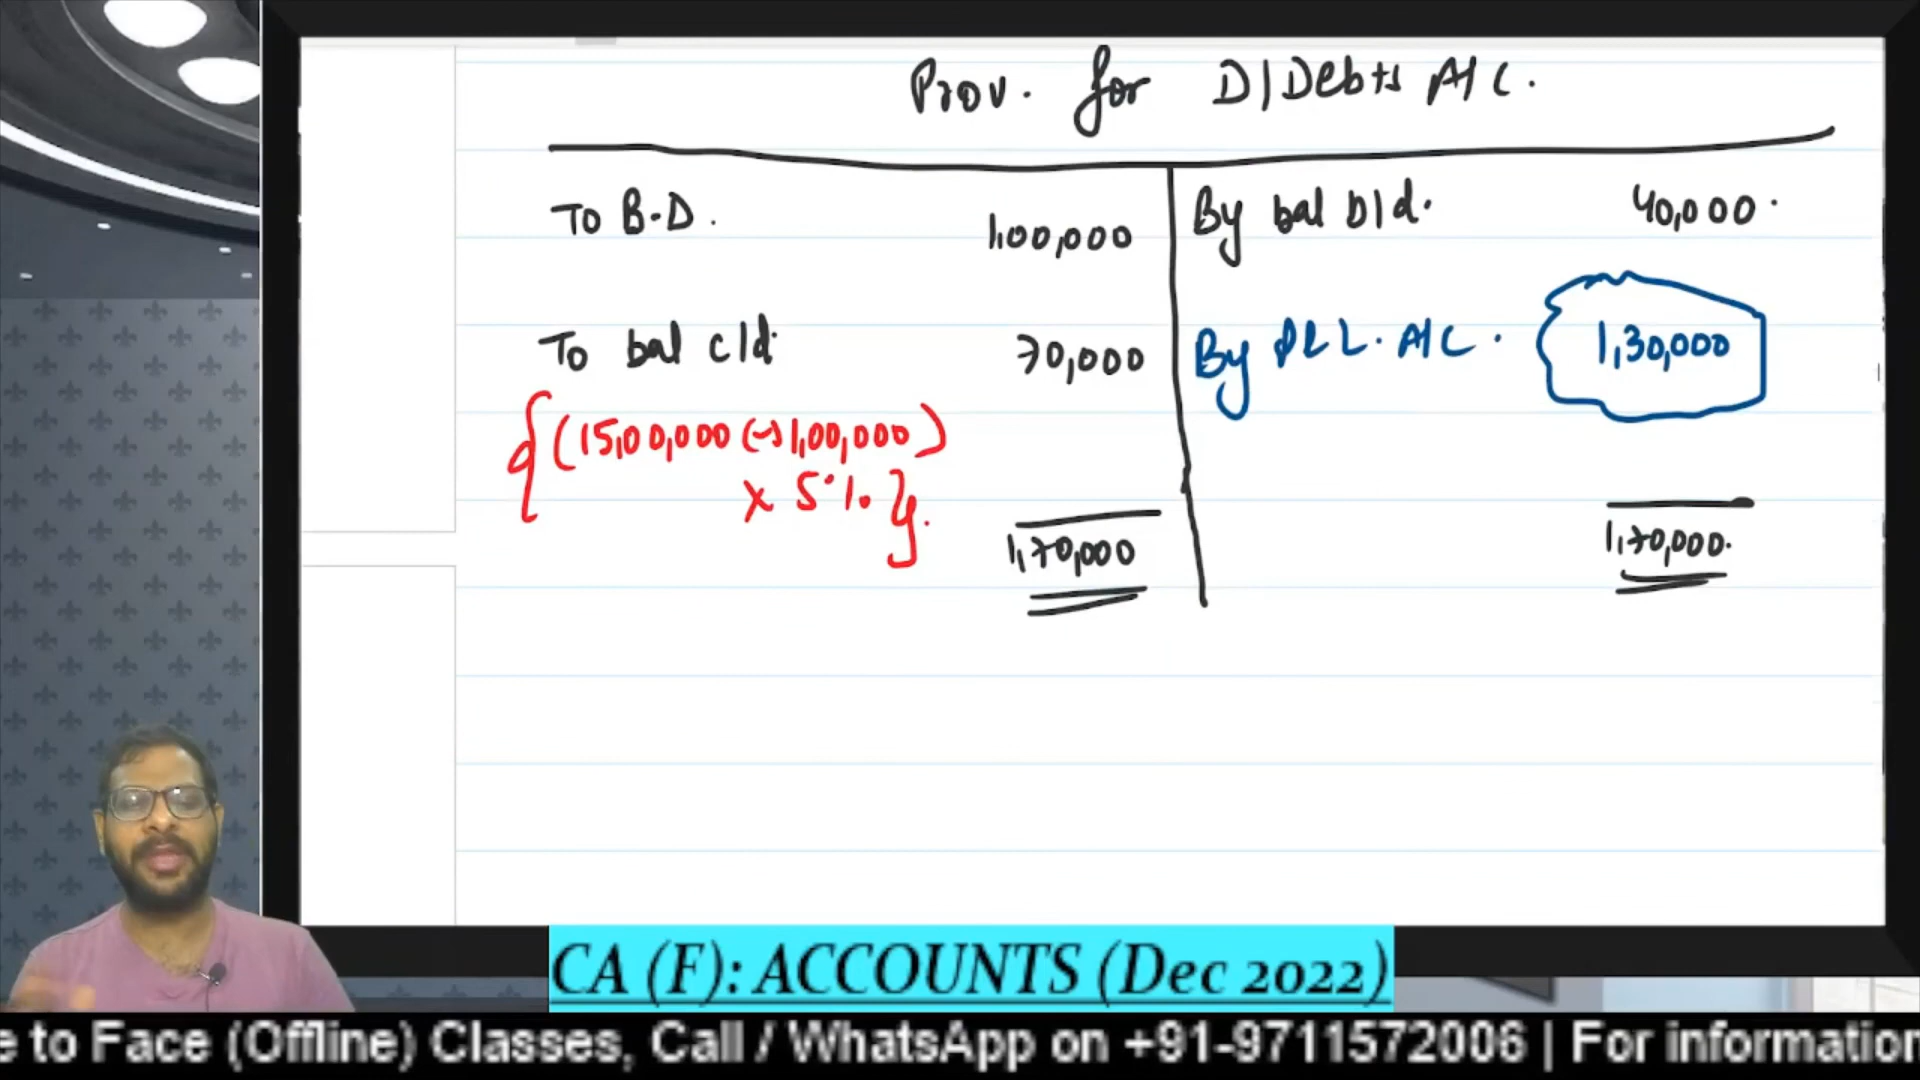 Prov. for D/Debts A/C.
To B.D. 1,00,000 By bal b/d. 40,000.
To bal c/d 70,000 By P&L. A/C. 1,30,000
{(15,00,000 (-) 1,00,000)
x 5%}.
1,70,000 1,70,000.
CA (F): ACCOUNTS (Dec 2022)
e to Face (Offline) Classes, Call / WhatsApp on +91-9711572006 | For information